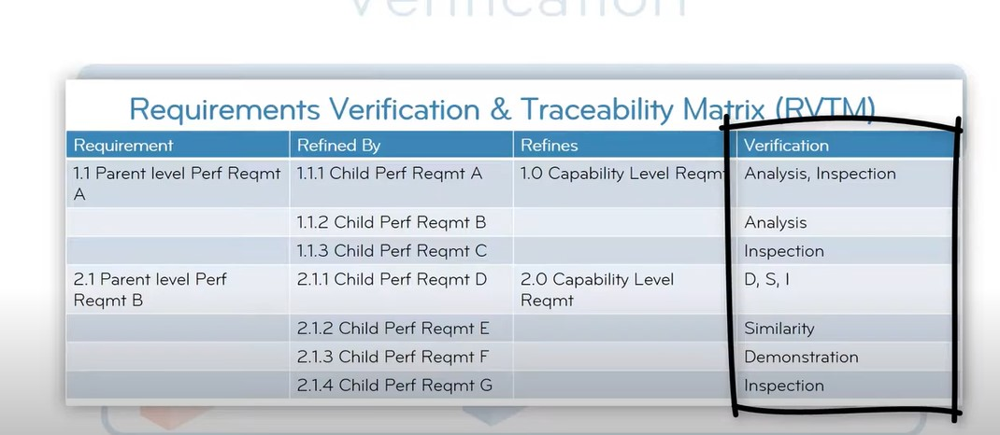 Verification
Requirements Verification & Traceability Matrix (RVTM)
Requirement Refined By Refines Verification
1.1 Parent level Perf Reqmt A 1.1.1 Child Perf Reqmt A 1.0 Capability Level Reqmt Analysis, Inspection
1.1.2 Child Perf Reqmt B Analysis
1.1.3 Child Perf Reqmt C Inspection
2.1 Parent level Perf Reqmt B 2.1.1 Child Perf Reqmt D 2.0 Capability Level Reqmt D, S, I
2.1.2 Child Perf Reqmt E Similarity
2.1.3 Child Perf Reqmt F Demonstration
2.1.4 Child Perf Reqmt G Inspection